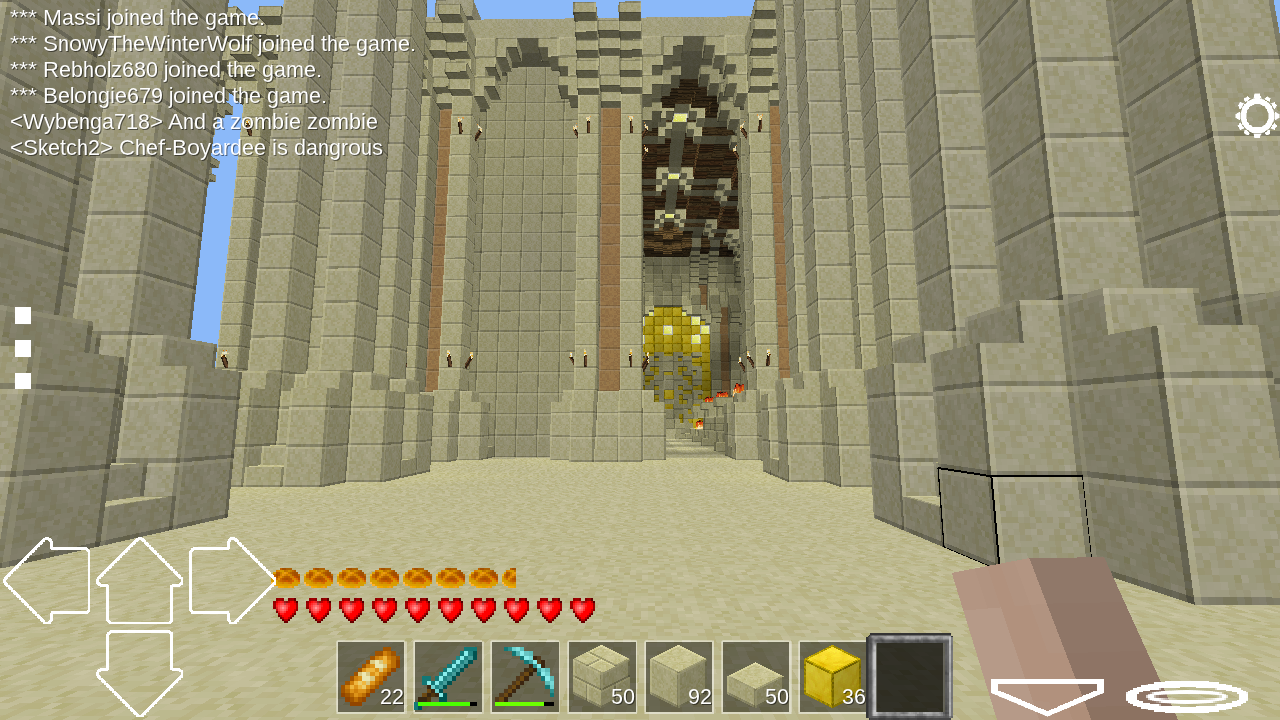 *** Massi joined the game.
*** SnowyTheWinterWolf joined the game.
*** Rebholz680 joined the game.
*** Belongie679 joined the game.
<Wybenga718> And a zombie zombie
<Sketch2> Chef-Boyardee is dangrous
22 50 92 50 36